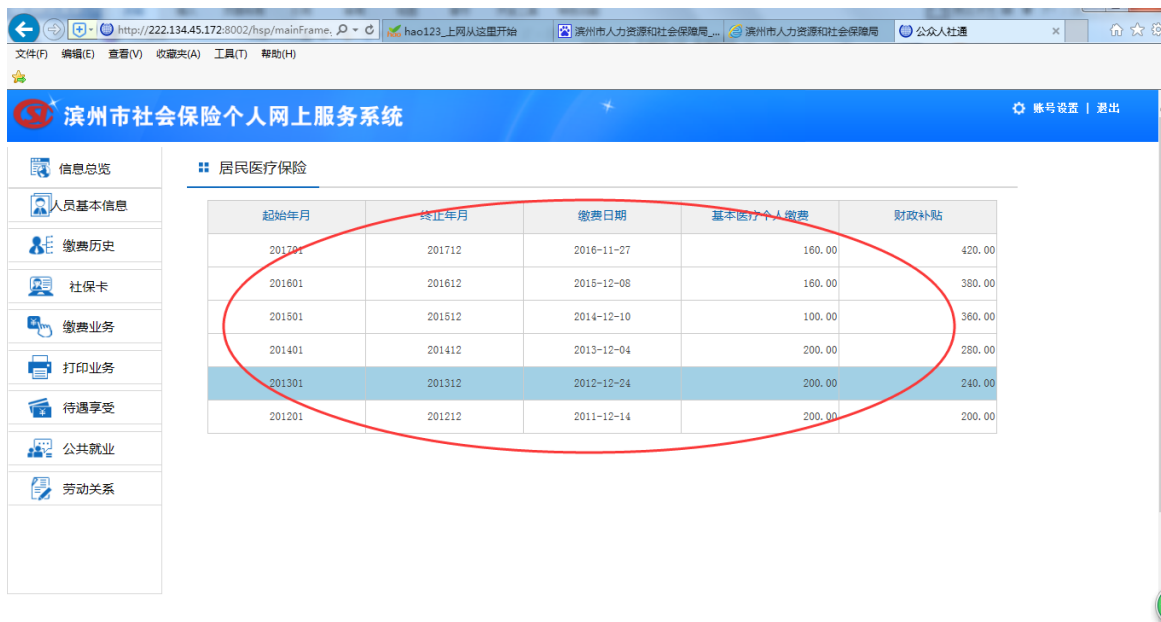 http://222.134.45.172:8002/hsp/mainFrame. hao123_上网从这里开始 滨州市人力资源和社会保障局_... 滨州市人力资源和社会保障局 公众人社通
文件(F) 编辑(E) 查看(V) 收藏夹(A) 工具(T) 帮助(H)
滨州市社会保险个人网上服务系统 账号设置 | 退出
信息总览
人员基本信息
缴费历史
社保卡
缴费业务
打印业务
待遇享受
公共就业
劳动关系
居民医疗保险
起始年月 终止年月 缴费日期 基本医疗个人缴费 财政补贴
201701 201712 2016-11-27 160.00 420.00
201601 201612 2015-12-08 160.00 380.00
201501 201512 2014-12-10 100.00 360.00
201401 201412 2013-12-04 200.00 280.00
201301 201312 2012-12-24 200.00 240.00
201201 201212 2011-12-14 200.00 200.00